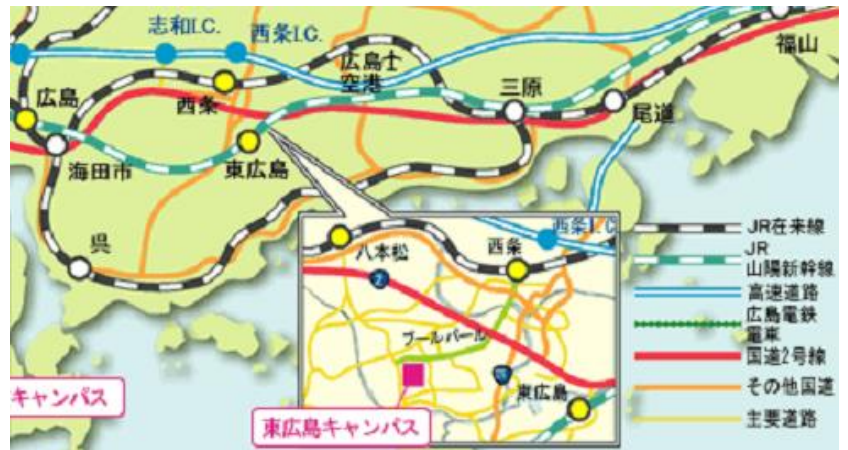 志和I.C.
西条I.C.
福山
広島士
空港
広島
西条
三原
尾道
海田市
東広島
呉
西条I.C
八本松
西条
2
ブールバール
東広島
キャンパス
東広島キャンパス
JR在来線
JR
山陽新幹線
高速道路
広島電鉄
電車
国道2号線
その他国道
主要道路